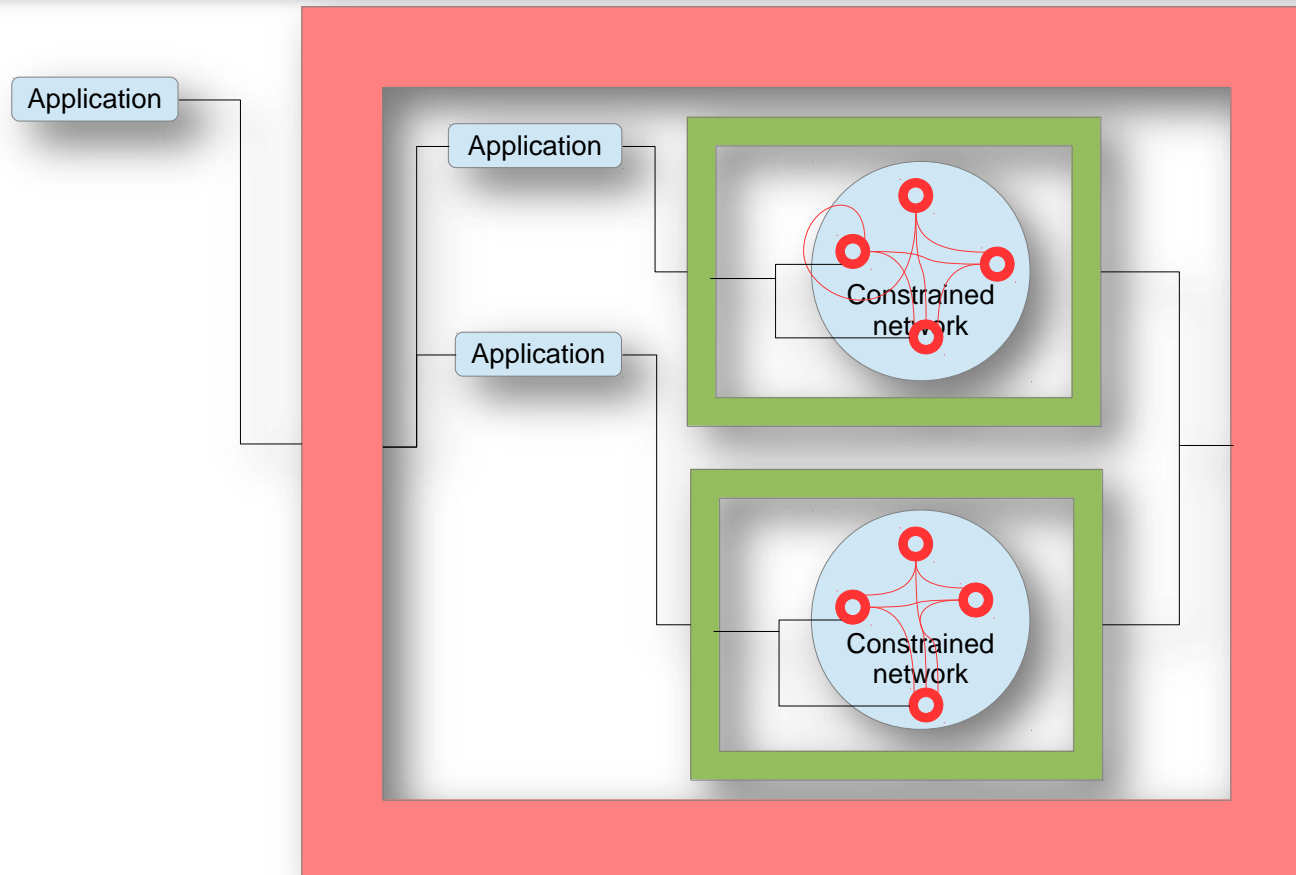 Application
Application
Constrained
network
Application
Constrained
network